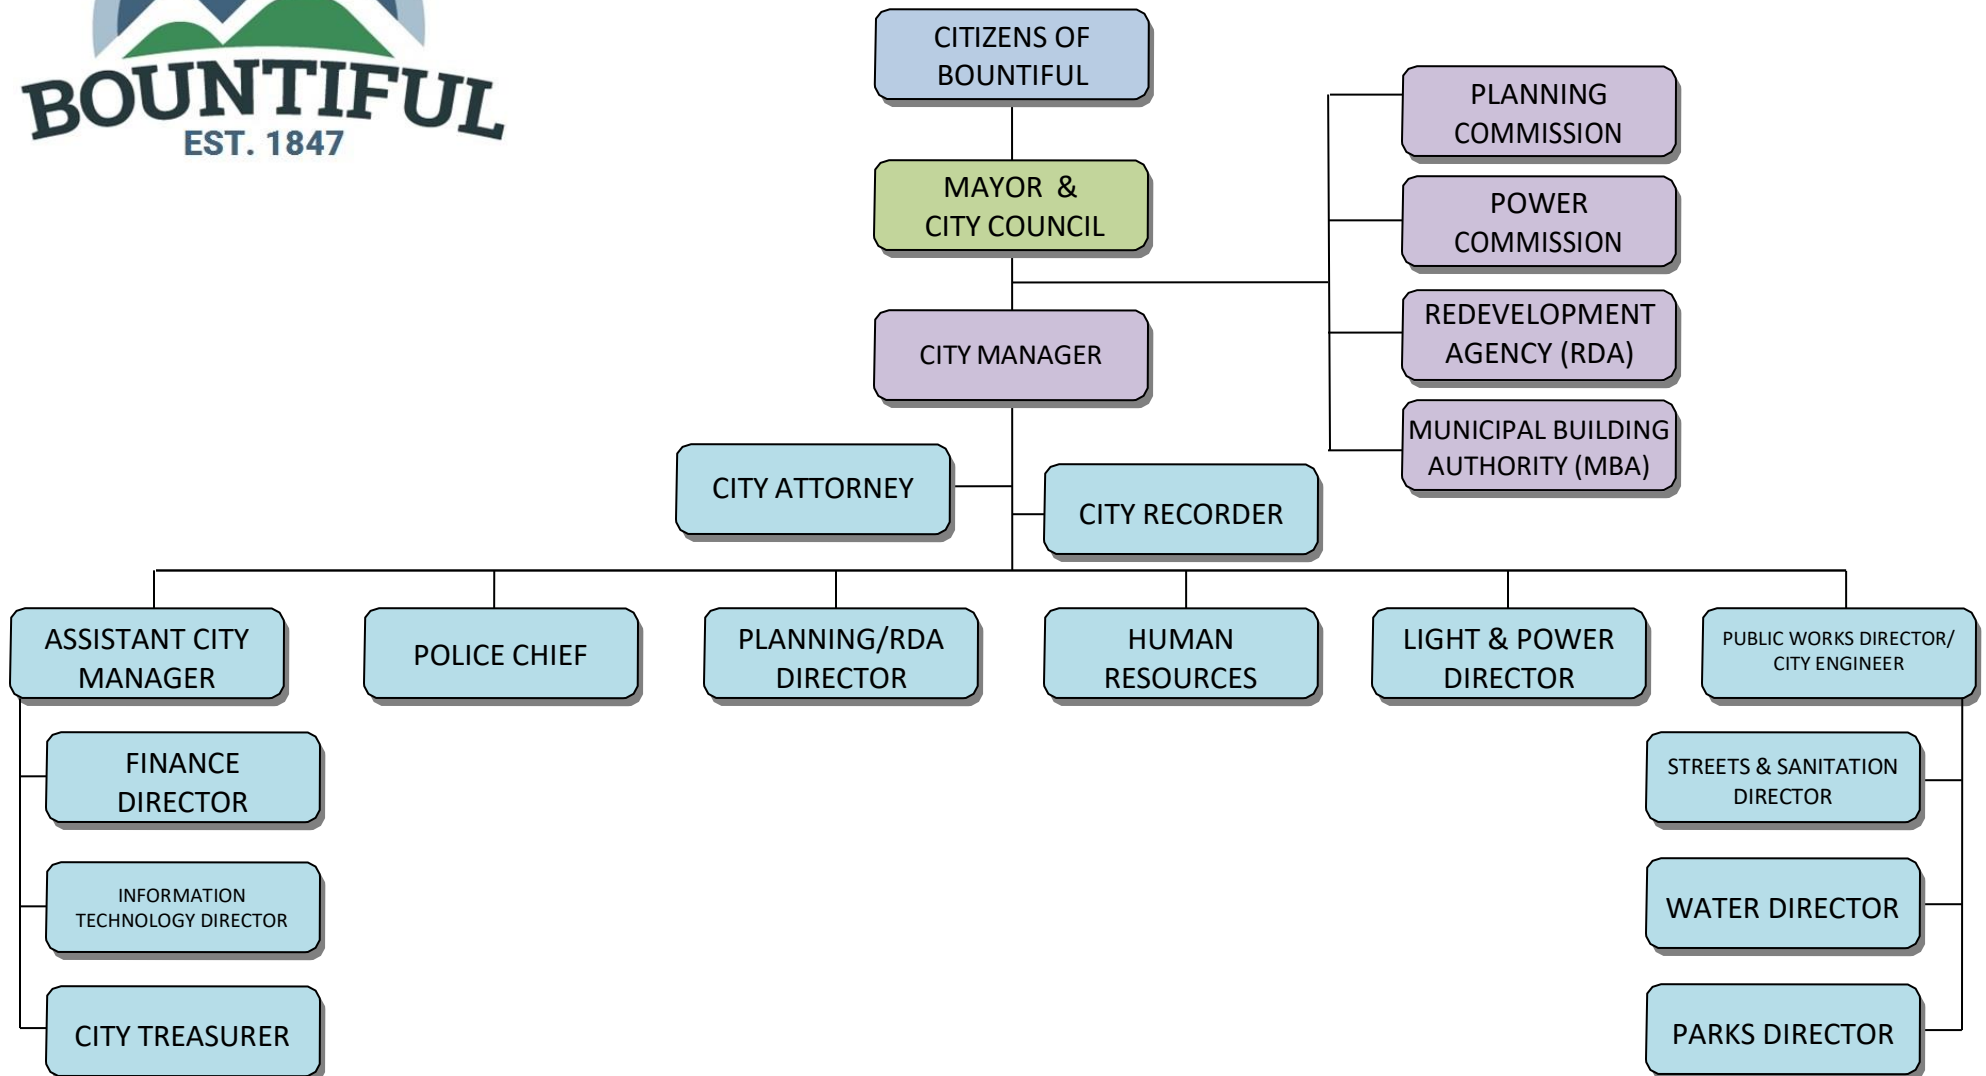 BOUNTIFUL
EST. 1847
CITIZENS OF
BOUNTIFUL
MAYOR &
CITY COUNCIL
CITY MANAGER
PLANNING
COMMISSION
POWER
COMMISSION
REDEVELOPMENT
AGENCY (RDA)
MUNICIPAL BUILDING
AUTHORITY (MBA)
CITY ATTORNEY
CITY RECORDER
ASSISTANT CITY
MANAGER
POLICE CHIEF
PLANNING/RDA
DIRECTOR
HUMAN
RESOURCES
LIGHT & POWER
DIRECTOR
PUBLIC WORKS DIRECTOR/
CITY ENGINEER
FINANCE
DIRECTOR
INFORMATION
TECHNOLOGY DIRECTOR
CITY TREASURER
STREETS & SANITATION
DIRECTOR
WATER DIRECTOR
PARKS DIRECTOR